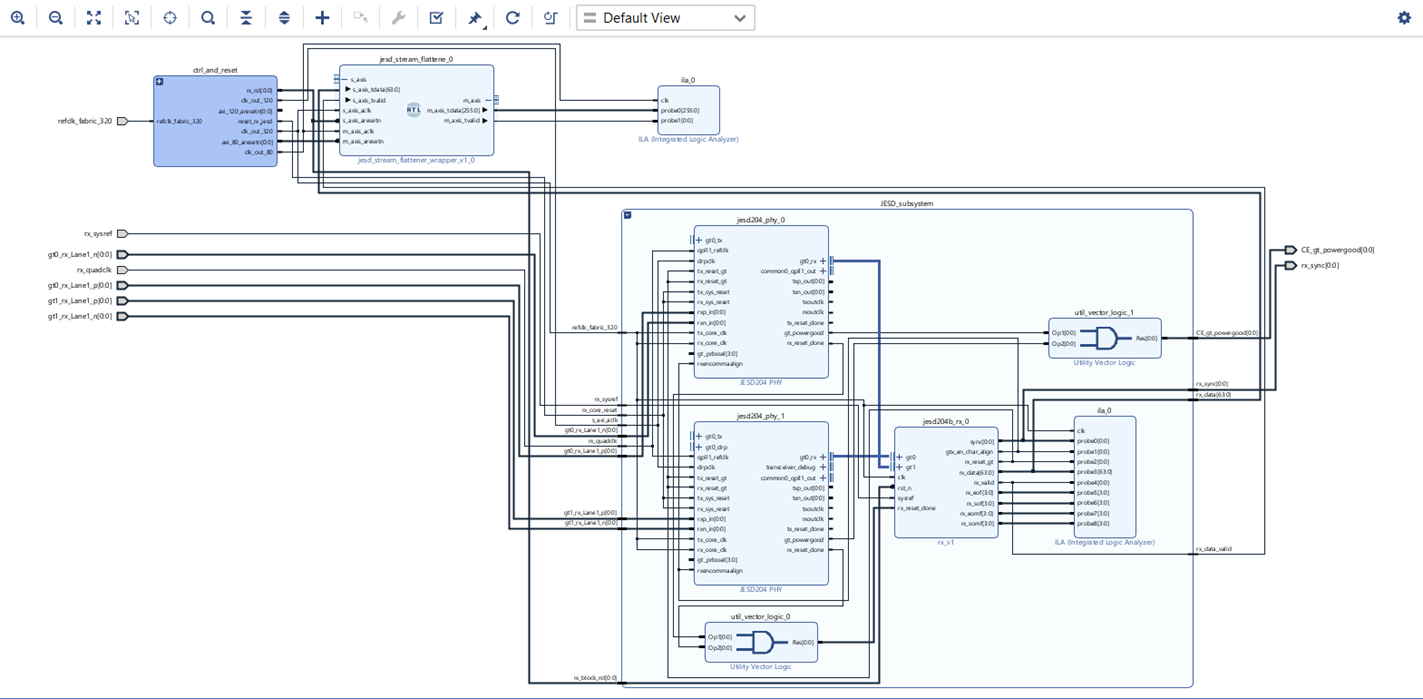 Default View
ctrl_and_reset
rx_rst[0:0]
clk_out_120
axi_120_aresetn[0:0]
refclk_fabric_320
reset_rx_jesd
clk_out_320
axi_80_aresetn[0:0]
clk_out_80
refclk_fabric_320
jesd_stream_flattene_0
s_axis
s_axis_tdata[63:0]
s_axis_tvalid
s_axis_aclk
s_axis_aresetn
m_axis_aclk
m_axis_aresetn
RTL
m_axis
m_axis_tdata[255:0]
m_axis_tvalid
jesd_stream_flattener_wrapper_v1_0
ila_0
clk
probe0[255:0]
probe1[0:0]
ILA (Integrated Logic Analyzer)
rx_sysref
gt0_rx_Lane1_n[0:0]
rx_quadclk
gt0_rx_Lane1_p[0:0]
gt1_rx_Lane1_p[0:0]
gt1_rx_Lane1_n[0:0]
JESD_subsystem
refclk_fabric_320
rx_sysref
rx_core_reset
s_axi_aclk
gt0_rx_Lane1_n[0:0]
rx_quadclk
gt0_rx_Lane1_p[0:0]
gt1_rx_Lane1_p[0:0]
gt1_rx_Lane1_n[0:0]
rx_block_rst[0:0]
jesd204_phy_0
gt0_tx
qpll1_refclk
drpclk
tx_reset_gt
rx_reset_gt
tx_sys_reset
rx_sys_reset
rxp_in[0:0]
rxn_in[0:0]
tx_core_clk
rx_core_clk
gt_prbssel[3:0]
rxencommaalign
gt0_rx
common0_qpll1_out
txp_out[0:0]
txn_out[0:0]
txoutclk
rxoutclk
tx_reset_done
gt_powergood
rx_reset_done
JESD204 PHY
jesd204_phy_1
gt0_tx
gt0_drp
qpll1_refclk
drpclk
tx_reset_gt
rx_reset_gt
tx_sys_reset
rx_sys_reset
rxp_in[0:0]
rxn_in[0:0]
tx_core_clk
rx_core_clk
gt_prbssel[3:0]
rxencommaalign
gt0_rx
transceiver_debug
common0_qpll1_out
txp_out[0:0]
txn_out[0:0]
txoutclk
rxoutclk
tx_reset_done
gt_powergood
rx_reset_done
JESD204 PHY
util_vector_logic_0
Op1[0:0]
Op2[0:0]
Res[0:0]
Utility Vector Logic
jesd204b_rx_0
gt0
gt1
clk
rst_n
sysref
rx_reset_done
sync[0:0]
gtx_en_char_align
rx_reset_gt
rx_data[63:0]
rx_valid
rx_eof[3:0]
rx_sof[3:0]
rx_eomf[3:0]
rx_somf[3:0]
rx_v1
util_vector_logic_1
Op1[0:0]
Op2[0:0]
Res[0:0]
Utility Vector Logic
ila_0
clk
probe0[0:0]
probe1[0:0]
probe2[0:0]
probe3[63:0]
probe4[0:0]
probe5[3:0]
probe6[3:0]
probe7[3:0]
probe8[3:0]
ILA (Integrated Logic Analyzer)
CE_gt_powergood[0:0]
rx_sync[0:0]
rx_data[63:0]
rx_data_valid
CE_gt_powergood[0:0]
rx_sync[0:0]